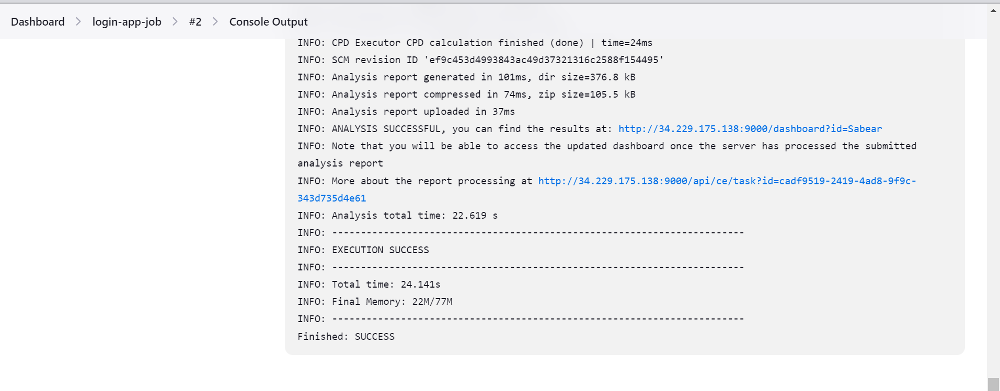 Dashboard > login-app-job > #2 > Console Output
INFO: CPD Executor CPD calculation finished (done) | time=24ms
INFO: SCM revision ID 'ef9c453d4993843ac49d37321316c2588f154495'
INFO: Analysis report generated in 101ms, dir size=376.8 kB
INFO: Analysis report compressed in 74ms, zip size=105.5 kB
INFO: Analysis report uploaded in 37ms
INFO: ANALYSIS SUCCESSFUL, you can find the results at: http://34.229.175.138:9000/dashboard?id=Sabear
INFO: Note that you will be able to access the updated dashboard once the server has processed the submitted
analysis report
INFO: More about the report processing at http://34.229.175.138:9000/api/ce/task?id=cadf9519-2419-4ad8-9f9c-
343d735d4e61
INFO: Analysis total time: 22.619 s
INFO: ------------------------------------------------------------------------
INFO: EXECUTION SUCCESS
INFO: ------------------------------------------------------------------------
INFO: Total time: 24.141s
INFO: Final Memory: 22M/77M
INFO: ------------------------------------------------------------------------
Finished: SUCCESS